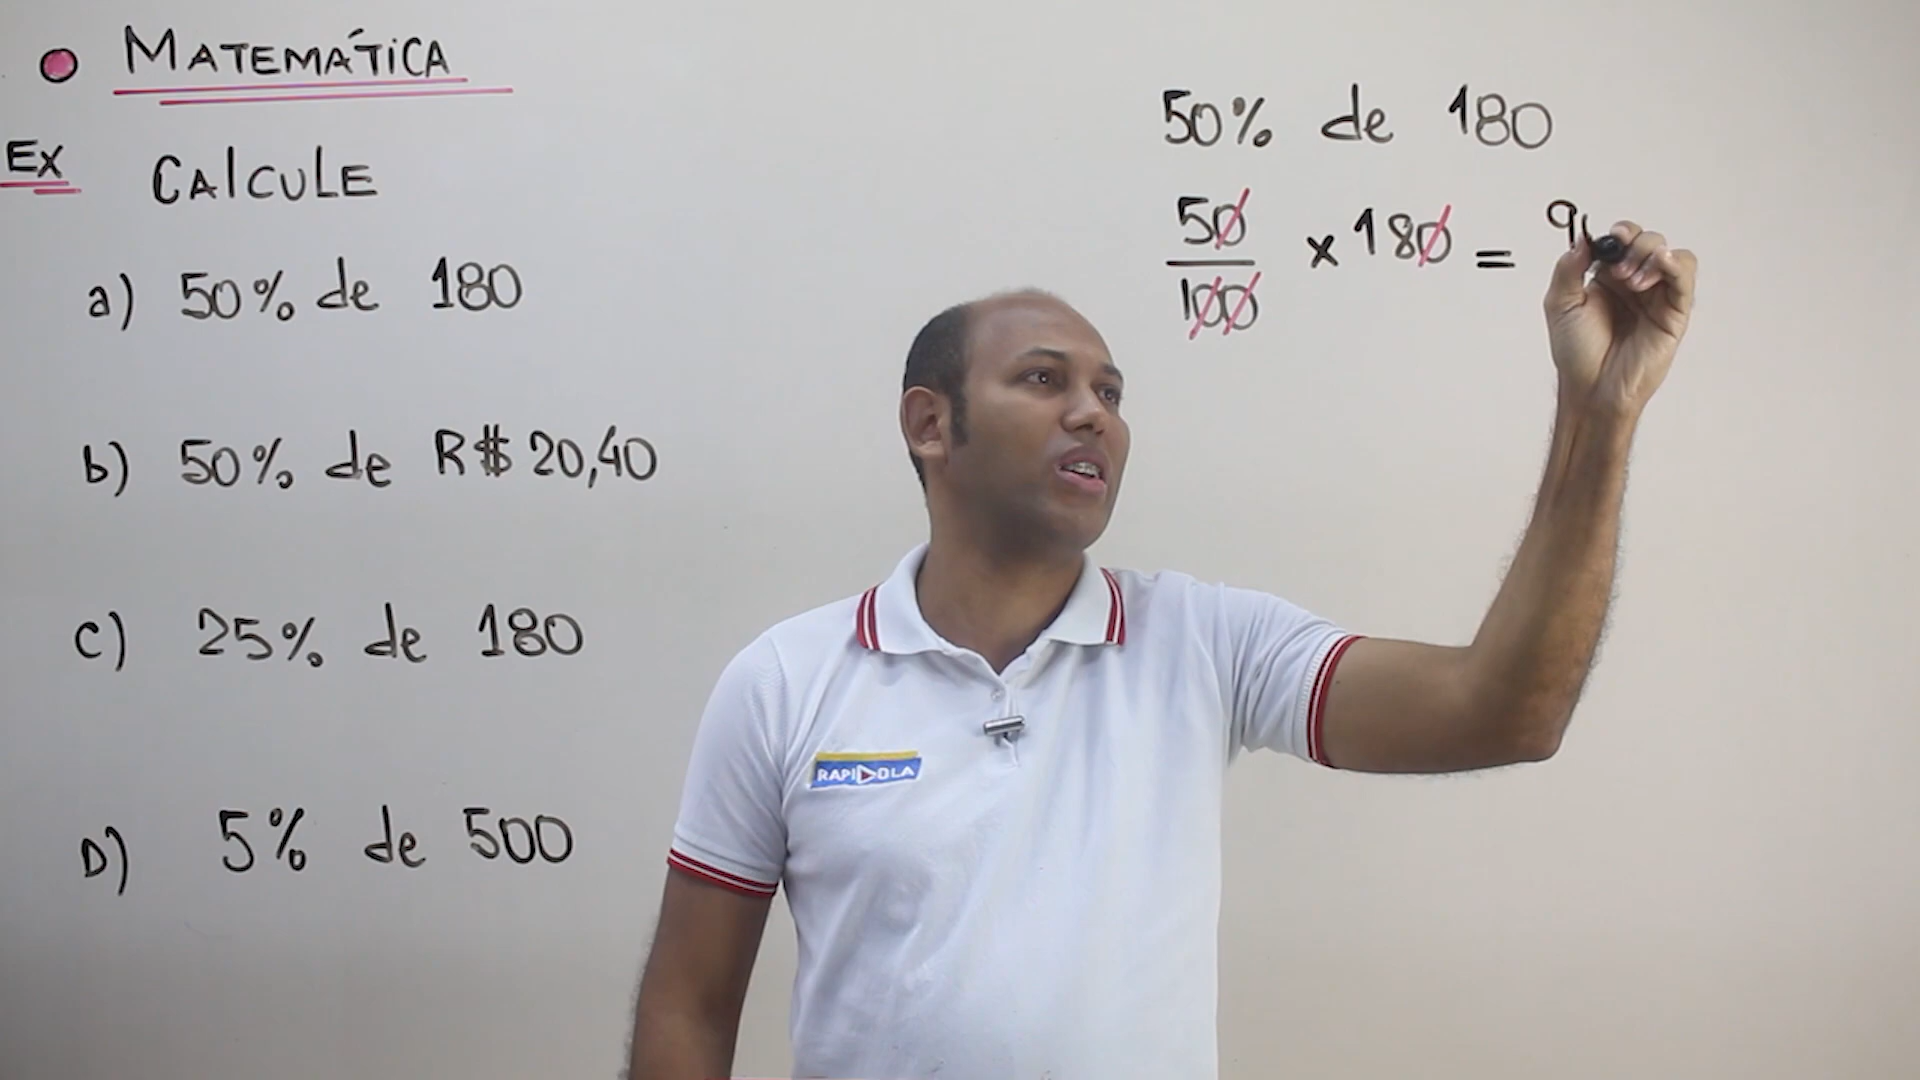 MATEMÁTICA
Ex CALCULE
a) 50% de 180
b) 50% de R$ 20,40
c) 25% de 180
D) 5% de 500
50% de 180
50
100
× 180 = 9
RAPIDOLA